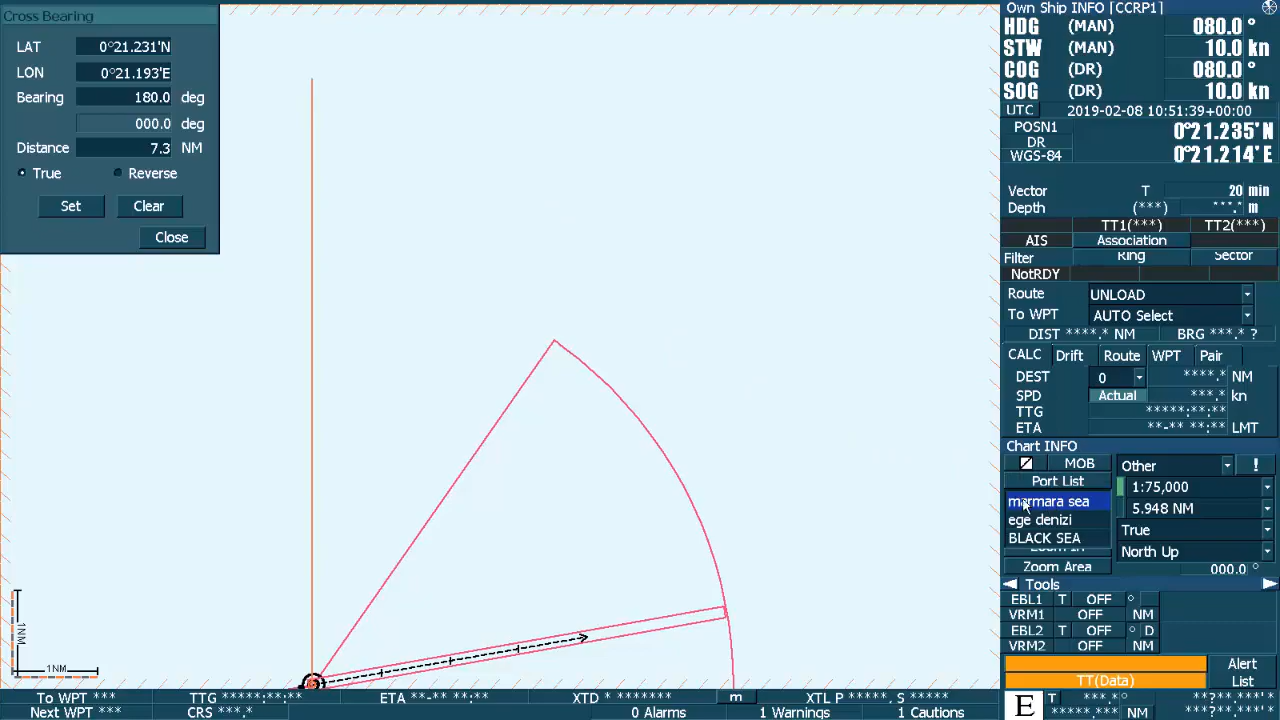 Cross Bearing
LAT 0°21.231'N
LON 0°21.193'E
Bearing 180.0 deg
000.0 deg
Distance 7.3 NM
True Reverse
Set Clear
Close
1NM
1NM
Own Ship INFO [CCRP1]
HDG (MAN) 080.0 °
STW (MAN) 10.0 kn
COG (DR) 080.0 °
SOG (DR) 10.0 kn
UTC 2019-02-08 10:51:39+00:00
POSN1 0°21.235'N
DR
WGS-84 0°21.214'E
Vector T 20 min
Depth (***) ***.* m
TT1(***) TT2(***)
AIS Association
Filter Ring Sector
NotRDY
Route UNLOAD
To WPT AUTO Select
DIST ****.* NM BRG ***.* ?
CALC Drift Route WPT Pair
DEST 0 ****.* NM
SPD Actual ***.* kn
TTG *****:**:**
ETA **-** **:** LMT
Chart INFO
MOB Other !
Port List 1:75,000
marmara sea 5.948 NM
ege denizi True
BLACK SEA North Up
Zoom In
Zoom Area 000.0 °
Tools
EBL1 T OFF °
VRM1 OFF NM
EBL2 T OFF ° D
VRM2 OFF NM
Alert
TT(Data) List
To WPT *** TTG *****:**:** ETA **-** **:** XTD * ******* m XTL P *****, S *****
Next WPT *** CRS ***.* 0 Alarms 1 Warnings 1 Cautions
E T ***.*° **?**.**'*
*****.** NM ***?**.**'*